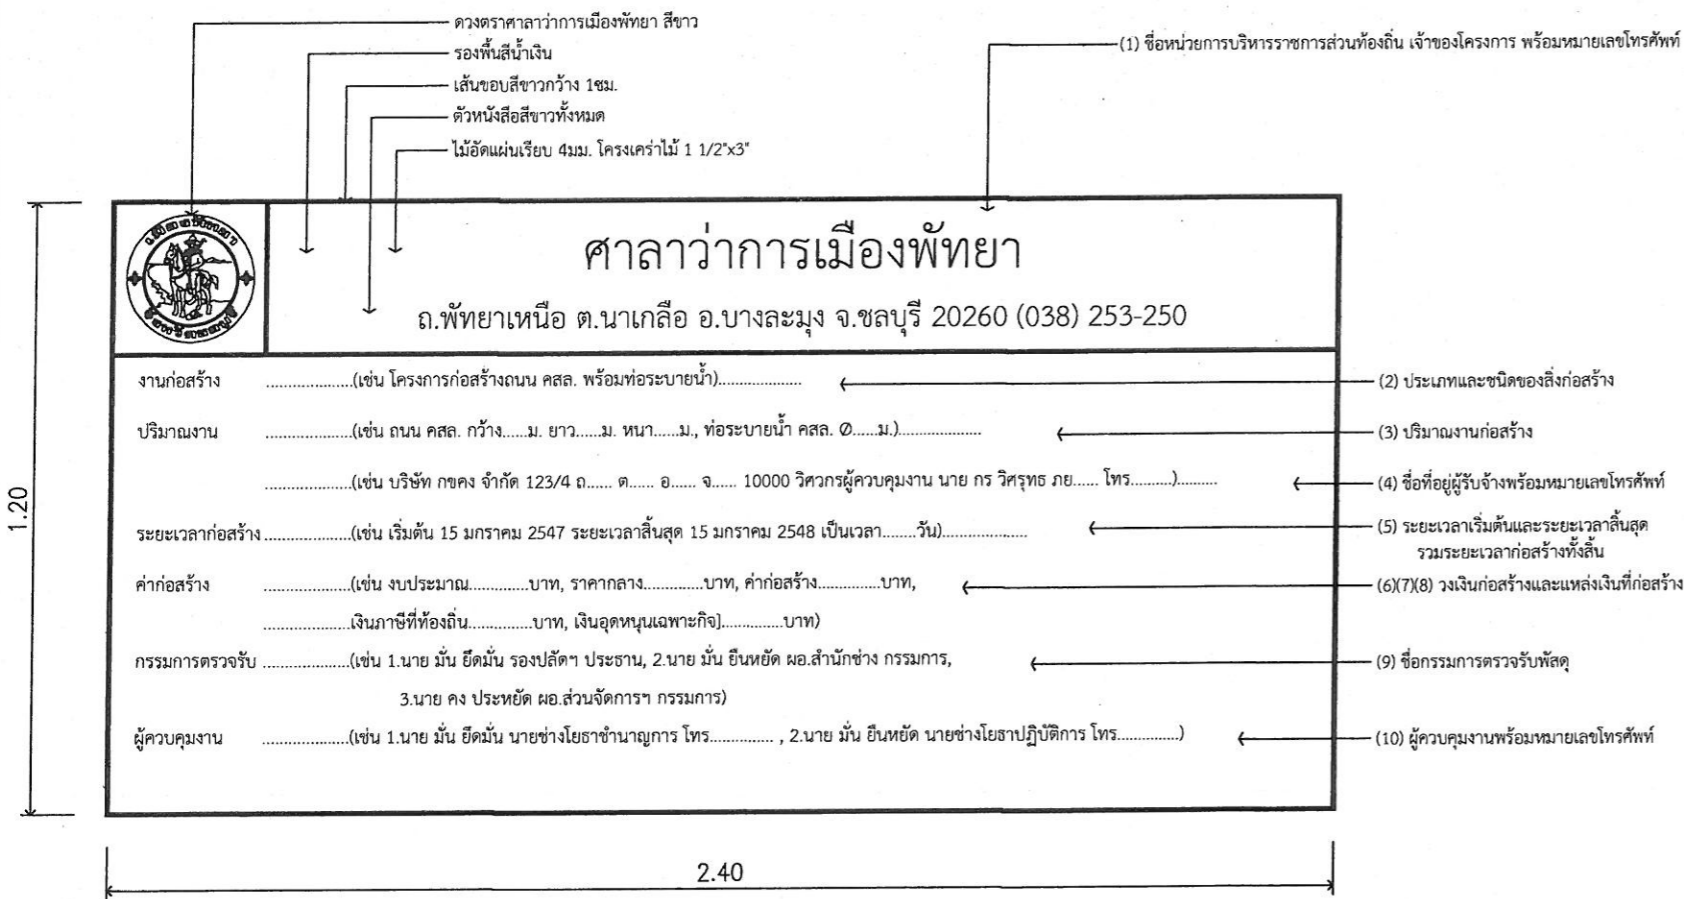 ดวงตราศาลาว่าการเมืองพัทยา สีขาว
รองพื้นสีน้ำเงิน
เส้นขอบสีขาวกว้าง 1ซม.
ตัวหนังสือสีขาวทั้งหมด
ไม้อัดแผ่นเรียบ 4มม. โครงเคร่าไม้ 1 1/2"x3"
(1) ชื่อหน่วยการบริหารราชการส่วนท้องถิ่น เจ้าของโครงการ พร้อมหมายเลขโทรศัพท์
ศาลาว่าการเมืองพัทยา
ถ.พัทยาเหนือ ต.นาเกลือ อ.บางละมุง จ.ชลบุรี 20260 (038) 253-250
งานก่อสร้าง ....................(เช่น โครงการก่อสร้างถนน คสล. พร้อมท่อระบายน้ำ)................... (2) ประเภทและชนิดของสิ่งก่อสร้าง
ปริมาณงาน ....................(เช่น ถนน คสล. กว้าง.....ม. ยาว......ม. หนา......ม., ท่อระบายน้ำ คสล. Ø.....ม.)................... (3) ปริมาณงานก่อสร้าง
....................(เช่น บริษัท กขคง จำกัด 123/4 ถ...... ต...... อ...... จ...... 10000 วิศวกรผู้ควบคุมงาน นาย กร วิศรุทธ ภย...... โทร..........)......... (4) ชื่อที่อยู่ผู้รับจ้างพร้อมหมายเลขโทรศัพท์
ระยะเวลาก่อสร้าง ....................(เช่น เริ่มต้น 15 มกราคม 2547 ระยะเวลาสิ้นสุด 15 มกราคม 2548 เป็นเวลา........วัน).................... (5) ระยะเวลาเริ่มต้นและระยะเวลาสิ้นสุด
รวมระยะเวลาก่อสร้างทั้งสิ้น
ค่าก่อสร้าง ....................(เช่น งบประมาณ..............บาท, ราคากลาง..............บาท, ค่าก่อสร้าง..............บาท, (6)(7)(8) วงเงินก่อสร้างและแหล่งเงินที่ก่อสร้าง
....................เงินภาษีที่ท้องถิ่น...............บาท, เงินอุดหนุนเฉพาะกิจ]..............บาท)
กรรมการตรวจรับ ....................(เช่น 1.นาย มั่น ยึดมั่น รองปลัดฯ ประธาน, 2.นาย มั่น ยืนหยัด ผอ.สำนักช่าง กรรมการ, (9) ชื่อกรรมการตรวจรับพัสดุ
3.นาย คง ประหยัด ผอ.ส่วนจัดการฯ กรรมการ)
ผู้ควบคุมงาน ....................(เช่น 1.นาย มั่น ยึดมั่น นายช่างโยธาชำนาญการ โทร............... , 2.นาย มั่น ยืนหยัด นายช่างโยธาปฏิบัติการ โทร..............) (10) ผู้ควบคุมงานพร้อมหมายเลขโทรศัพท์
1.20
2.40